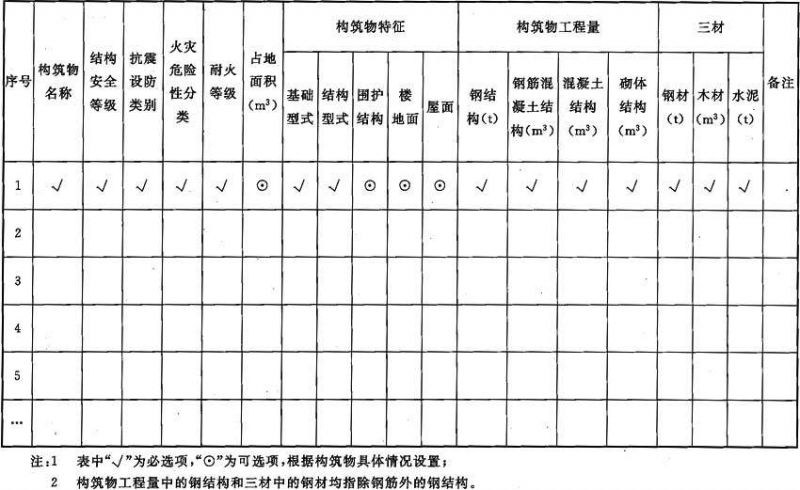 序号 构筑物名称 结构安全等级 抗震设防类别 火灾危险性分类 耐火等级 占地面积(m³) 构筑物特征 构筑物工程量 三材 备注
基础型式 结构型式 围护结构 楼地面 屋面 钢结构(t) 钢筋混凝土结构(m³) 混凝土结构(m³) 砌体结构(m³) 钢材(t) 木材(m³) 水泥(t)
1 √ √ √ √ √ ⊙ √ √ ⊙ ⊙ ⊙ √ √ √ √ √ √ √
2
3
4
5
…
注:1 表中“√”为必选项,“⊙”为可选项,根据构筑物具体情况设置;
2 构筑物工程量中的钢结构和三材中的钢材均指除钢筋外的钢结构。